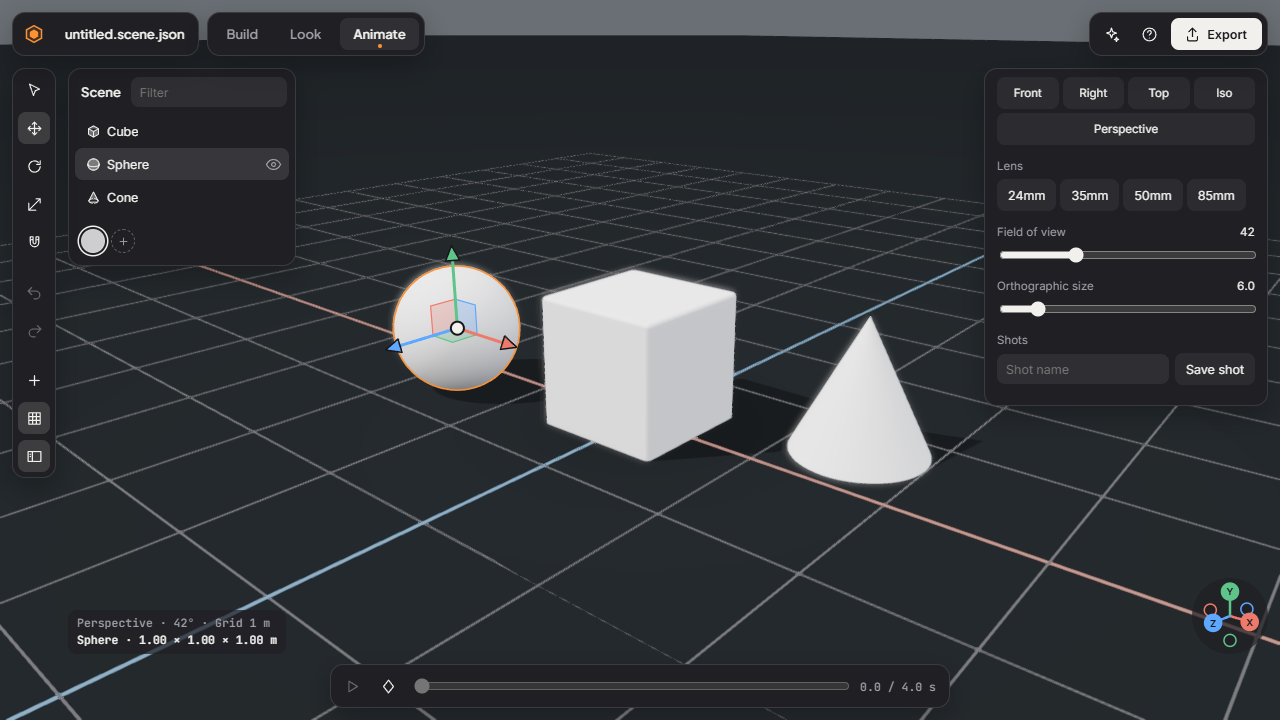 untitled.scene.json
Build Look Animate
Export
Scene
Filter
Cube
Sphere
Cone
Front Right Top Iso
Perspective
Lens
24mm 35mm 50mm 85mm
Field of view 42
Orthographic size 6.0
Shots
Shot name Save shot
Perspective · 42° · Grid 1 m
Sphere · 1.00 × 1.00 × 1.00 m
Y
Z X
0.0 / 4.0 s